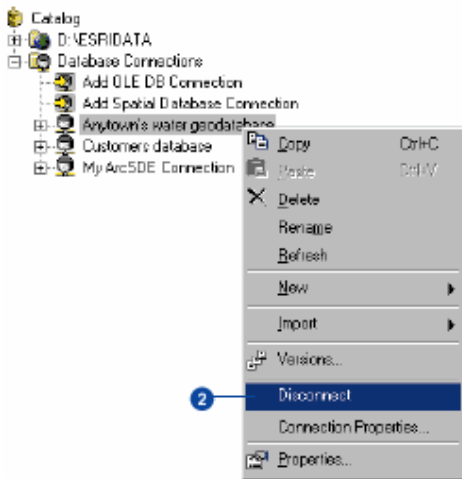 Catalog
D:\ESRIDATA
Database Connections
Add OLE DB Connection
Add Spatial Database Connection
Anytown's water geodatabase
Customers database
My ArcSDE Connection
Copy Ctrl+C
Paste Ctrl+V
Delete
Rename
Refresh
New
Import
Versions...
2 Disconnect
Connection Properties...
Properties...